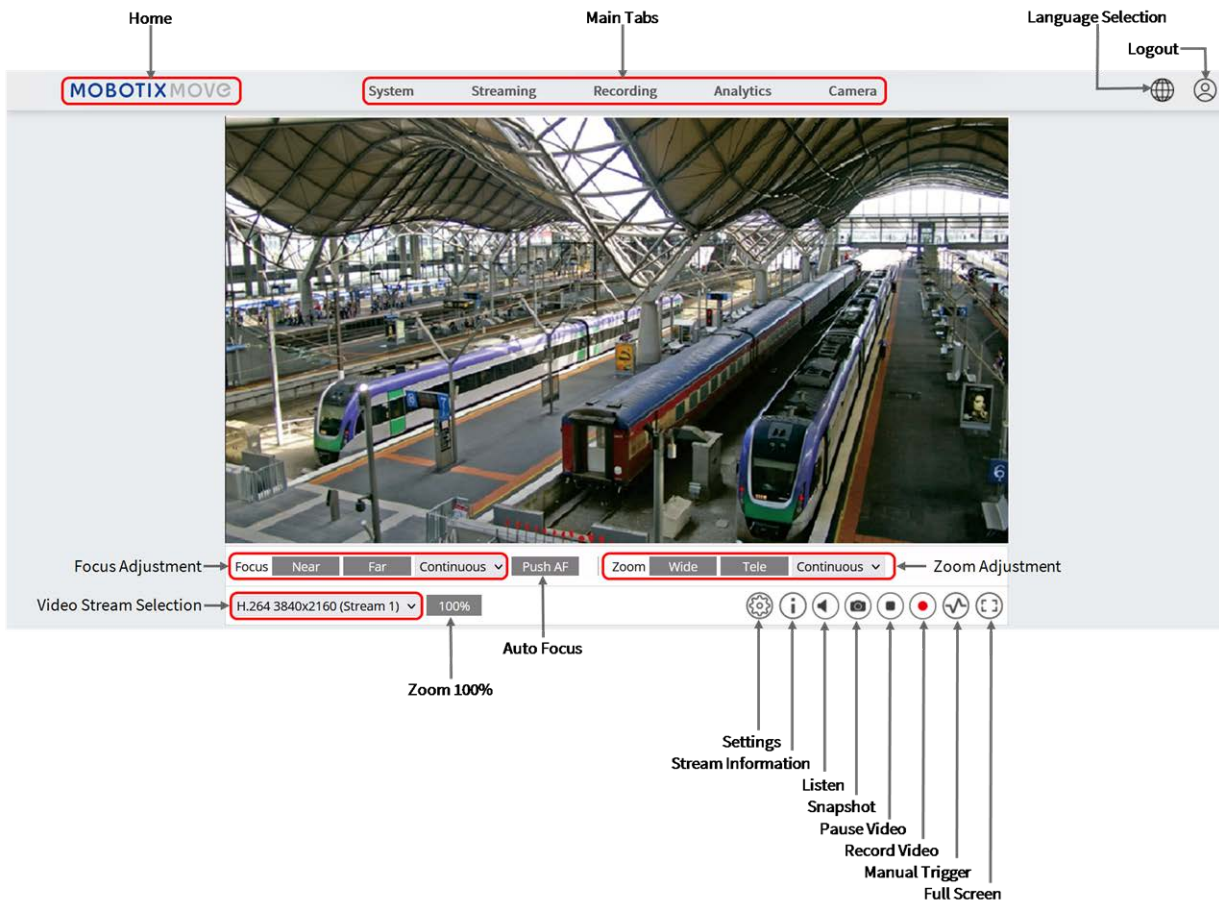 Home
Main Tabs
Language Selection
Logout
MOBOTIX MOVE
System Streaming Recording Analytics Camera
6
Focus Adjustment
Focus Near Far Continuous Push AF Zoom Wide Tele Continuous
Zoom Adjustment
Video Stream Selection
H.264 3840x2160 (Stream 1) 100%
Auto Focus
Zoom 100%
Settings
Stream Information
Listen
Snapshot
Pause Video
Record Video
Manual Trigger
Full Screen